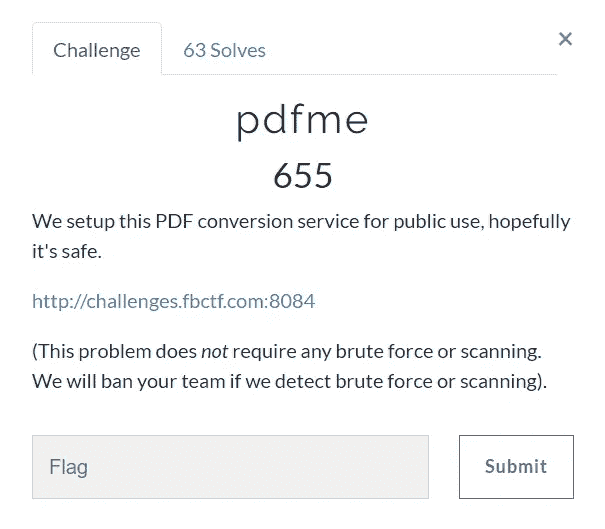 Challenge
63 Solves
×
pdfme
655
We setup this PDF conversion service for public use, hopefully
it's safe.
http://challenges.fbctf.com:8084
(This problem does not require any brute force or scanning.
We will ban your team if we detect brute force or scanning).
Flag
Submit